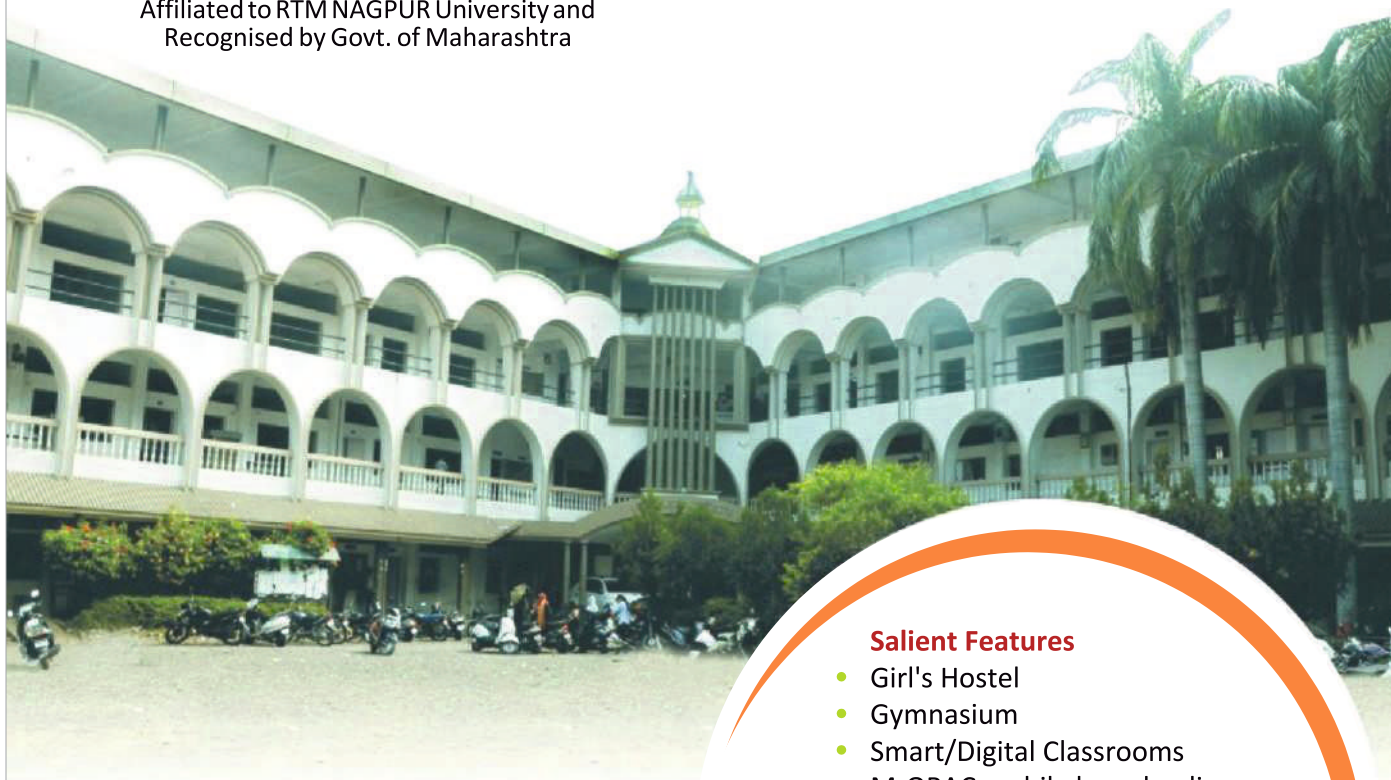 Affiliated to RTM NAGPUR University and
Recognised by Govt. of Maharashtra
Salient Features
• Girl's Hostel
• Gymnasium
• Smart/Digital Classrooms